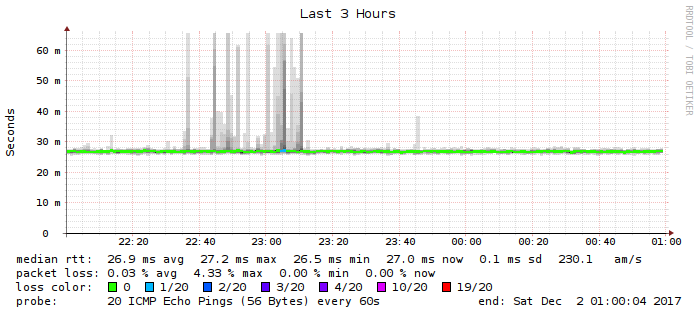 Last 3 Hours
RRDTOOL / TOBI OETIKER
Seconds
60 m
50 m
40 m
30 m
20 m
10 m
0
22:20 22:40 23:00 23:20 23:40 00:00 00:20 00:40 01:00
median rtt: 26.9 ms avg 27.2 ms max 26.5 ms min 27.0 ms now 0.1 ms sd 230.1 am/s
packet loss: 0.03 % avg 4.33 % max 0.00 % min 0.00 % now
loss color: 0 1/20 2/20 3/20 4/20 10/20 19/20
probe: 20 ICMP Echo Pings (56 Bytes) every 60s end: Sat Dec 2 01:00:04 2017